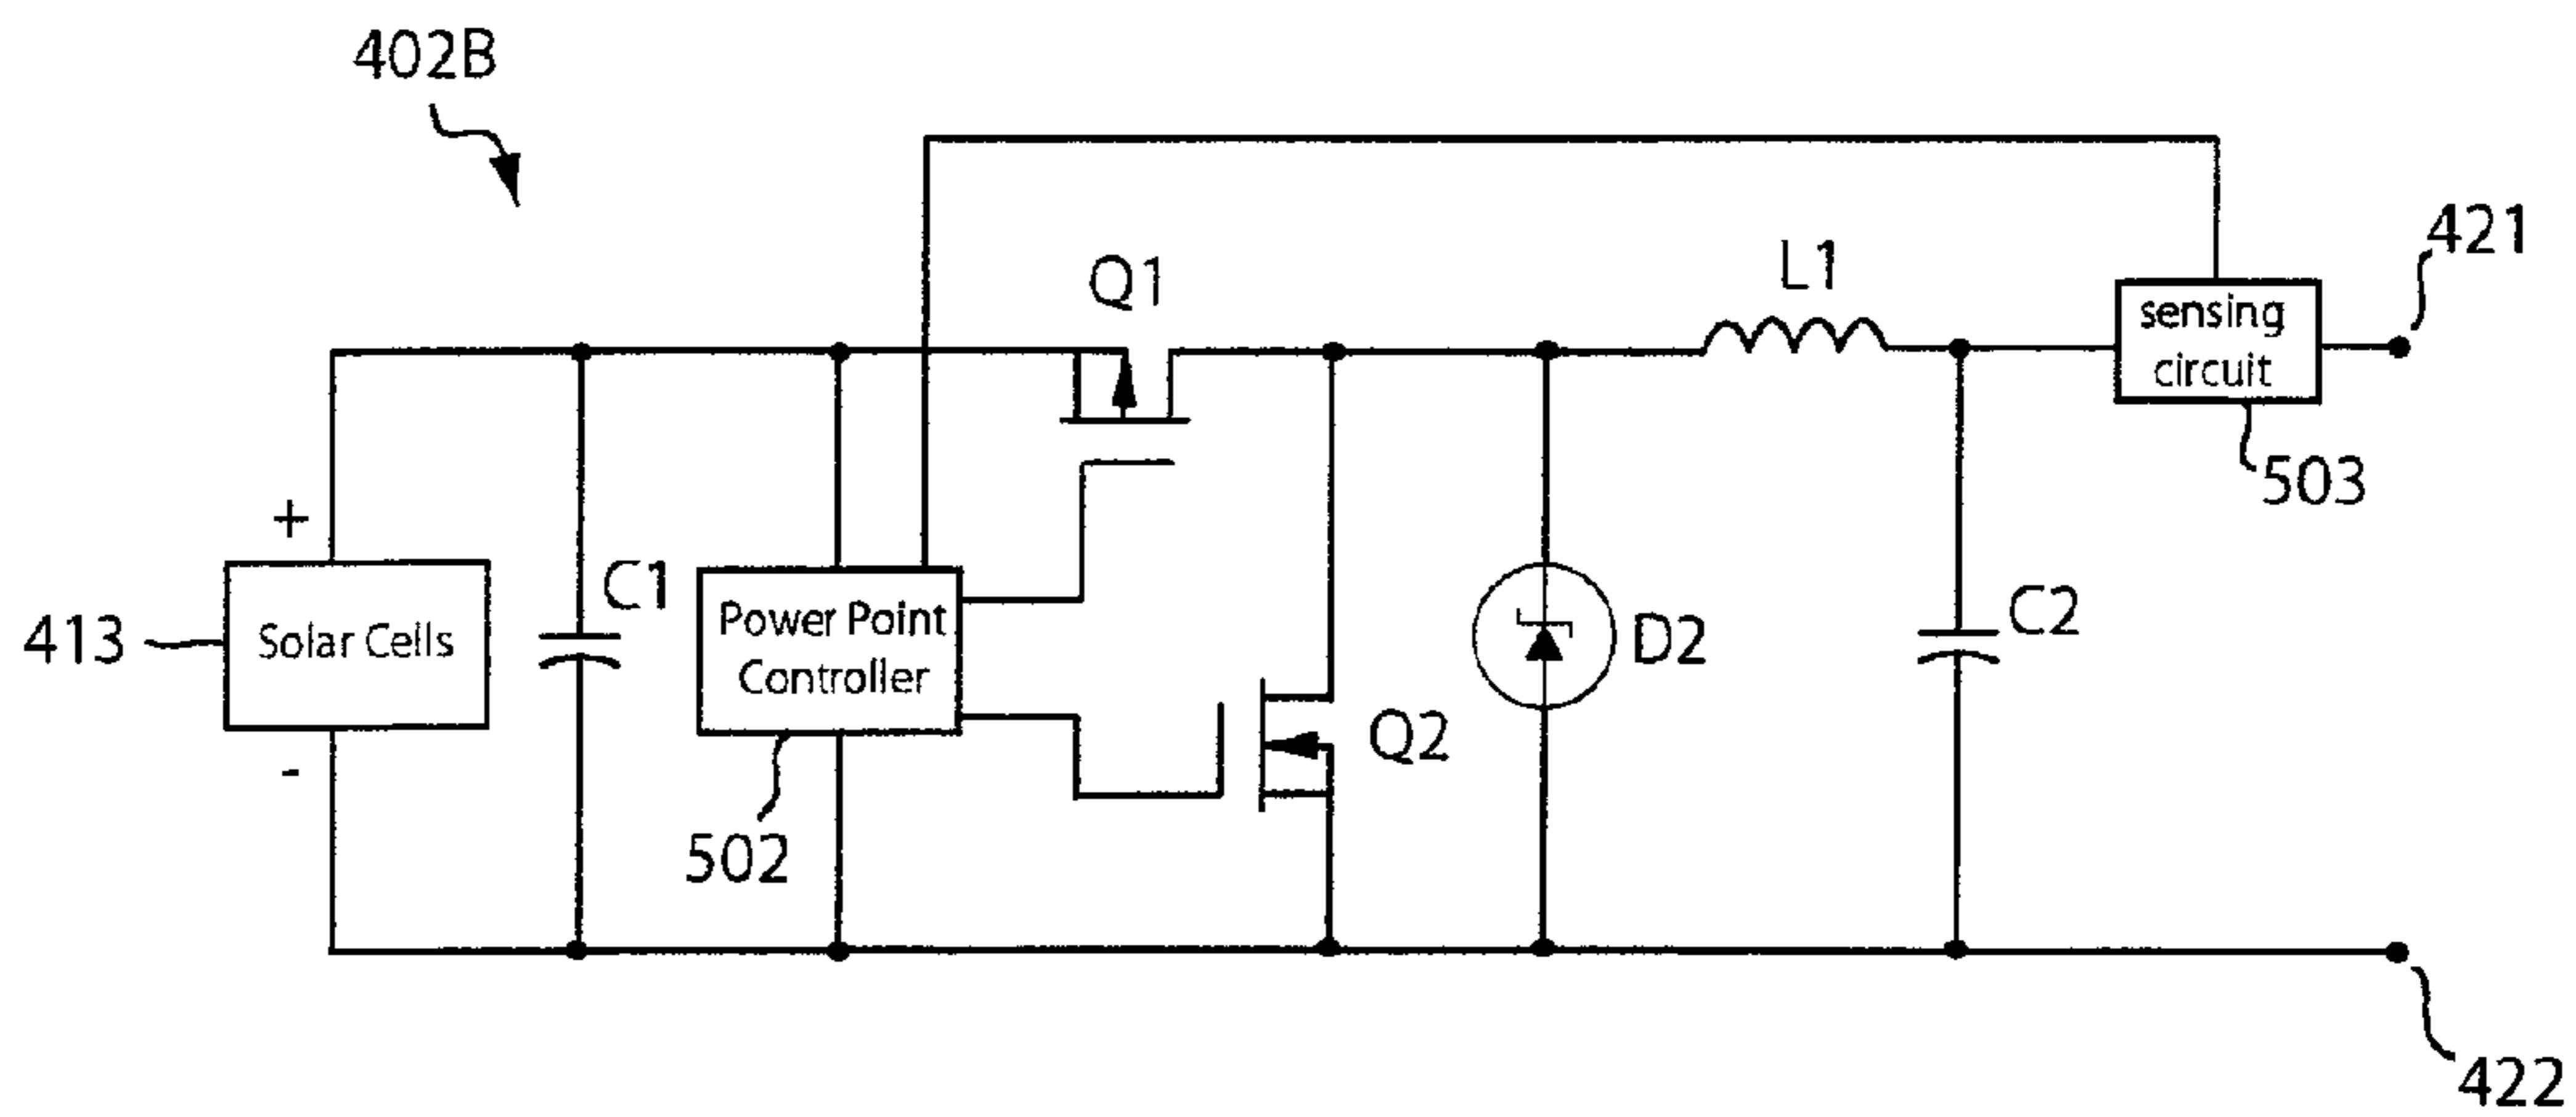 402B
421
L1
Q1
sensing
circuit
503
+
C1
Power Point
Controller
C2
413
Solar Cells
D2
Q2
-
502
422